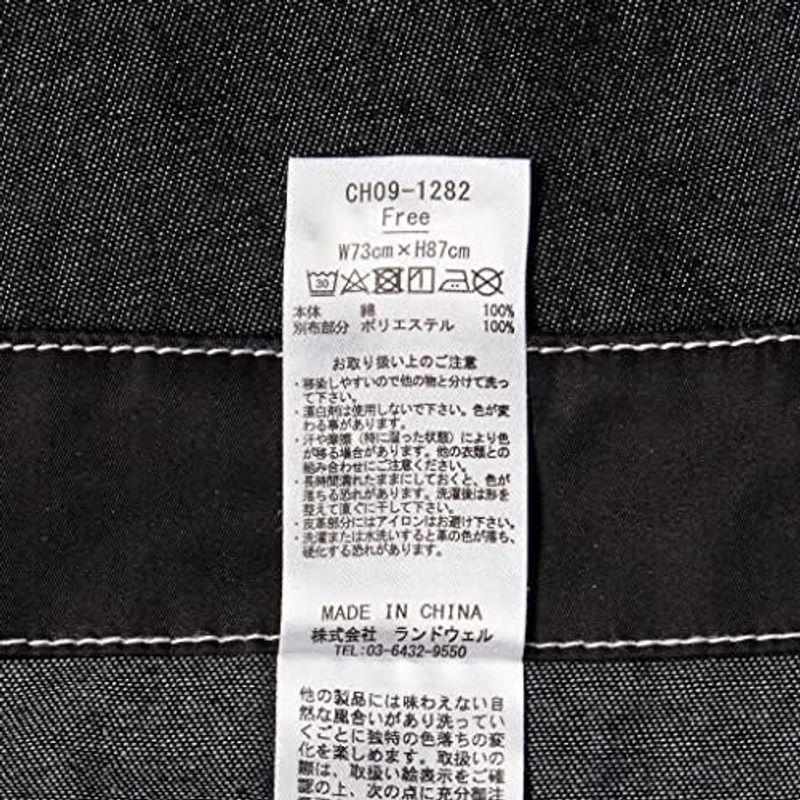 CH09-1282
Free
W73cm×H87cm
30
本体 綿 100%
別布部分 ポリエステル 100%
お取り扱い上のご注意
・移染しやすいので他の物と分けて洗っ
て下さい。
・漂白剤は使用しないで下さい。色が変
わる事があります。
・汗や摩擦（特に湿った状態）により色
が移る場合があります。他の衣類との
組み合わせにご注意ください。
・長時間濡れたままにしておくと、色が
落ちる恐れがあります。洗濯後は形を
整えて直ぐに干して下さい。
・皮革部分にはアイロンはお避け下さい。
・洗濯または水洗いすると革の色が落ち、
硬化する恐れがあります。
MADE IN CHINA
株式会社 ランドウェル
TEL:03-6432-9550
他の製品には味わえない自
然な風合いがあり洗ってい
くごとに独特の色落ちの変
化を楽しめます。取扱いの
際は、取扱い絵表示をご確
認の上、次の点に充分御注